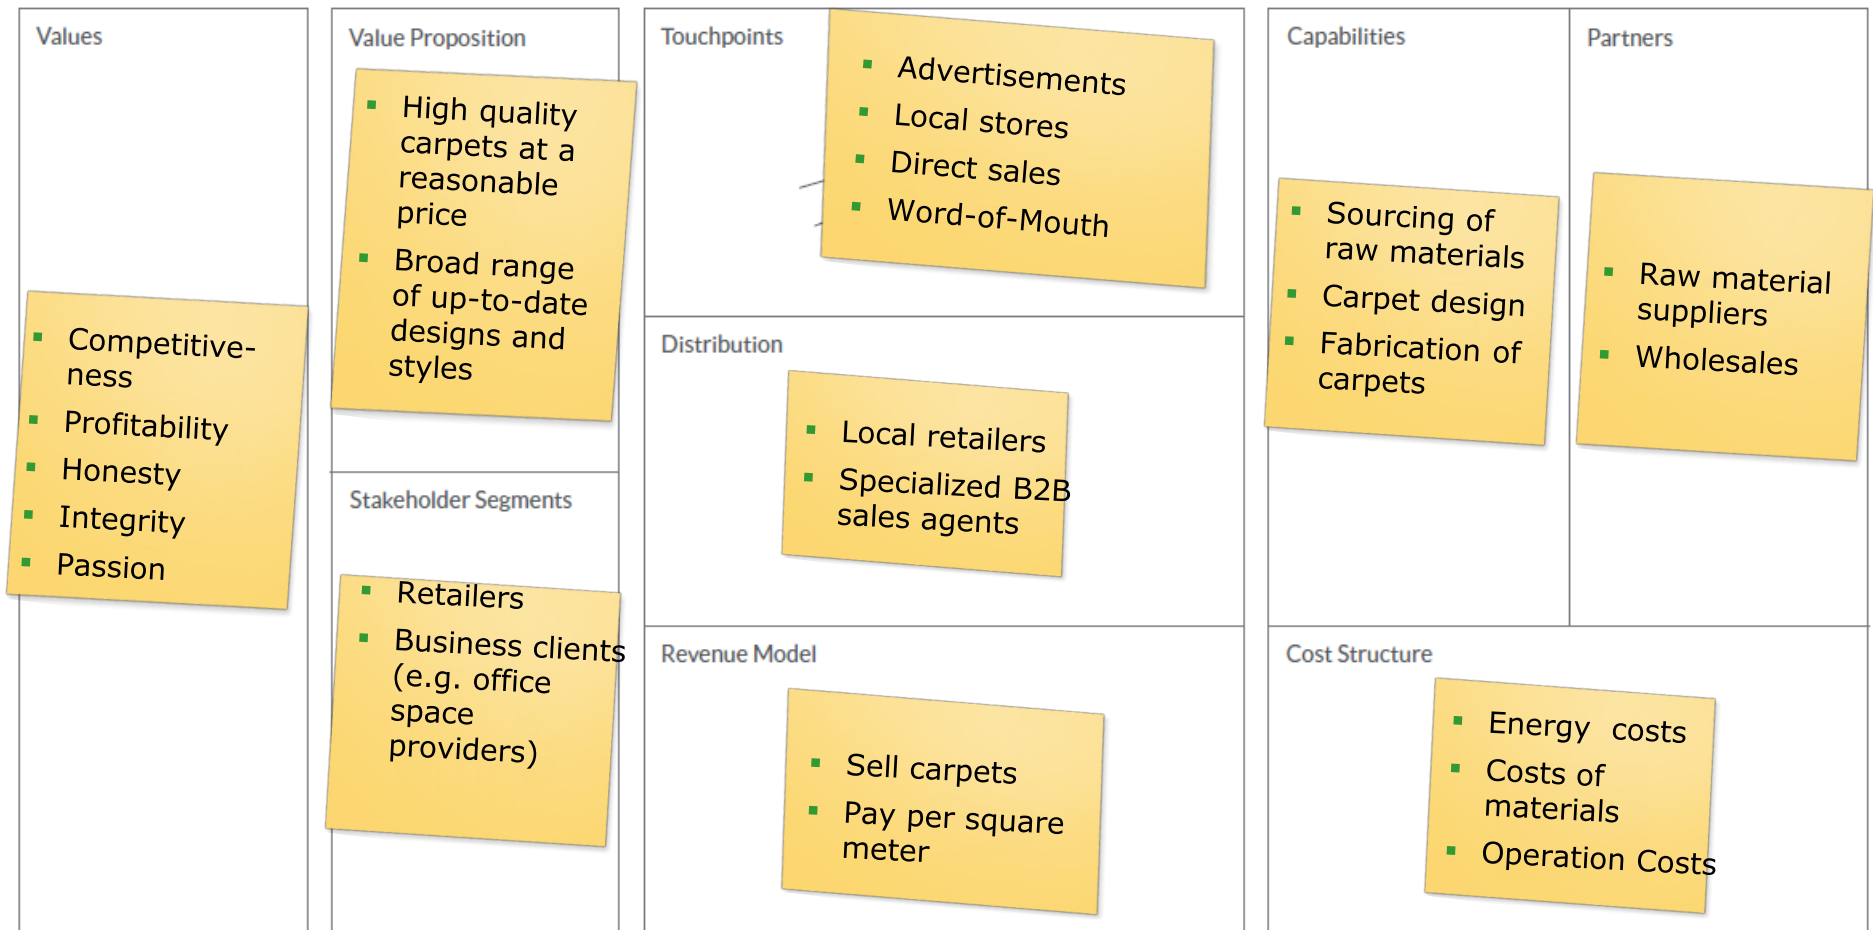 Values
Competitive-
ness
Profitability
Honesty
Integrity
Passion
Value Proposition
High quality
carpets at a
reasonable
price
Broad range
of up-to-date
designs and
styles
Stakeholder Segments
Retailers
Business clients
(e.g. office
space
providers)
Touchpoints
Advertisements
Local stores
Direct sales
Word-of-Mouth
Distribution
Local retailers
Specialized B2B
sales agents
Revenue Model
Sell carpets
Pay per square
meter
Capabilities
Sourcing of
raw materials
Carpet design
Fabrication of
carpets
Partners
Raw material
suppliers
Wholesales
Cost Structure
Energy  costs
Costs of
materials
Operation Costs